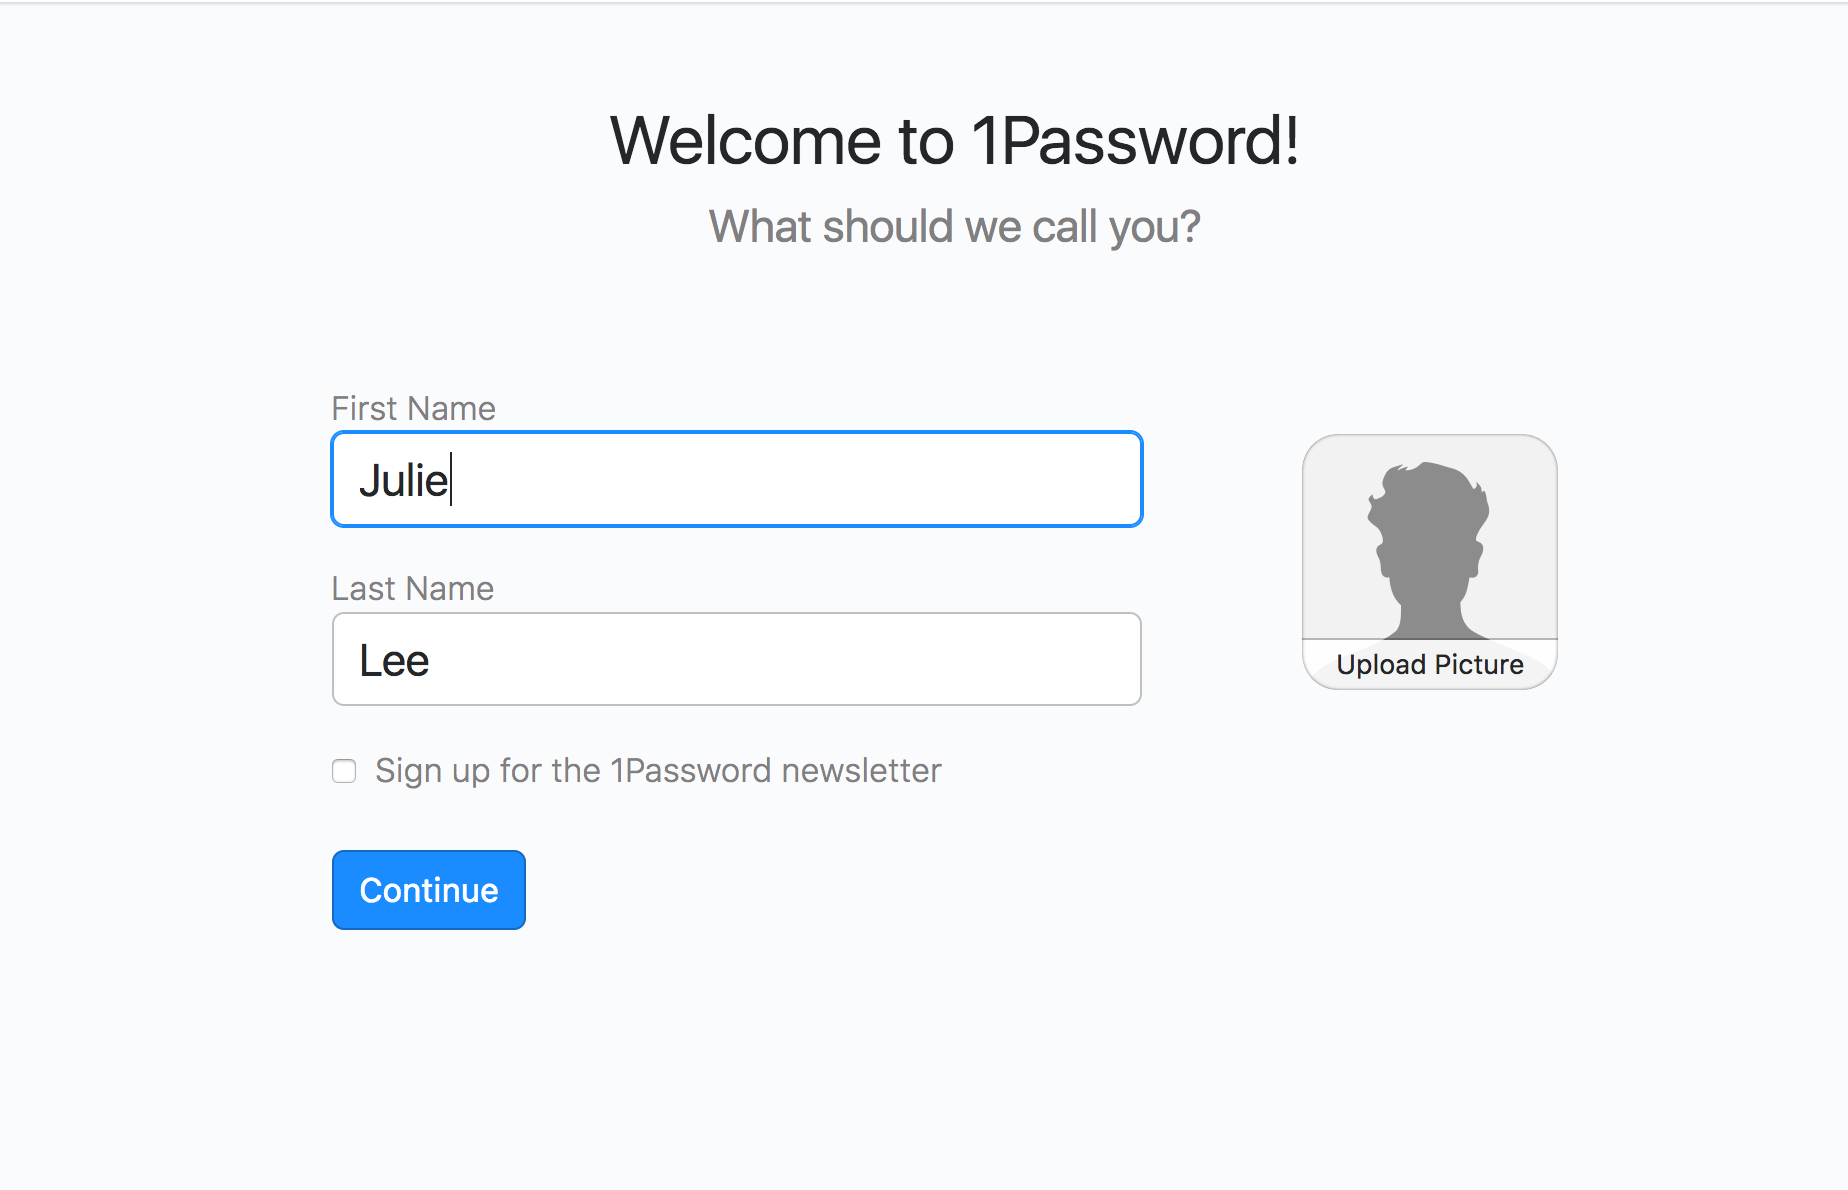 Welcome to 1Password!
What should we call you?
First Name
Julie
Last Name
Lee
Upload Picture
Sign up for the 1Password newsletter
Continue